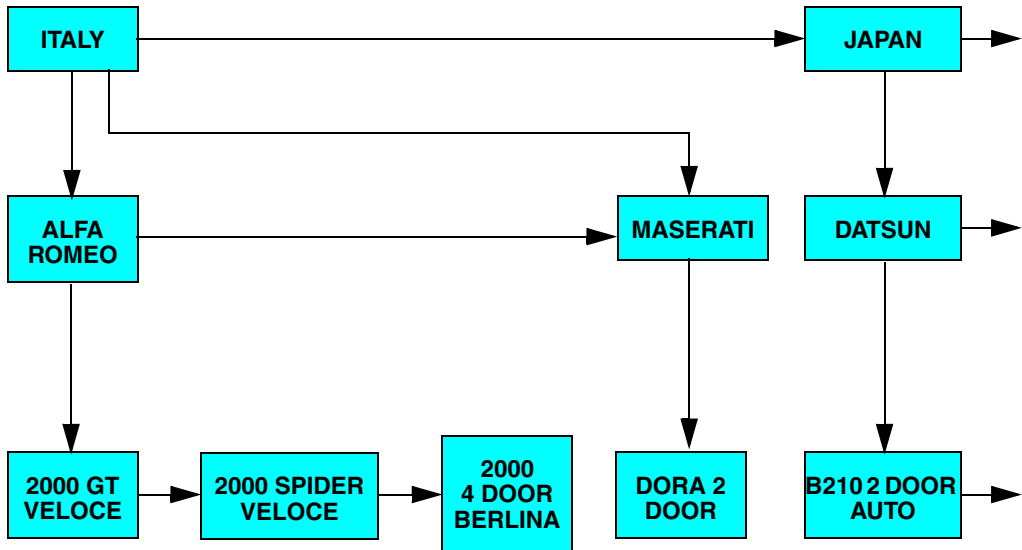 ITALY
JAPAN
ALFA
ROMEO
MASERATI
DATSUN
2000 GT
VELOCE
2000 SPIDER
VELOCE
2000
4 DOOR
BERLINA
DORA 2
DOOR
B210 2 DOOR
AUTO